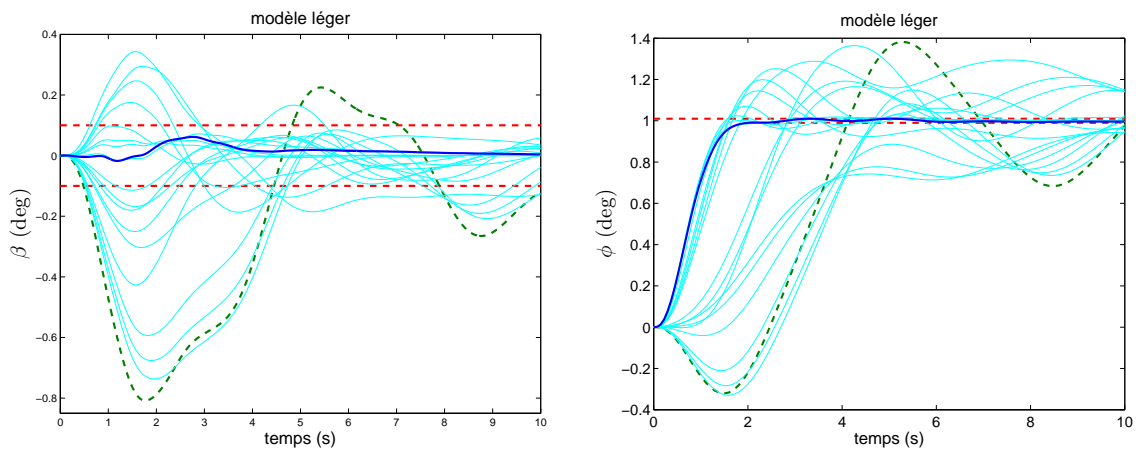 modèle léger
0.4
0.2
0
-0.2
-0.4
-0.6
-0.8
β (deg)
0 1 2 3 4 5 6 7 8 9 10
temps (s)
modèle léger
1.4
1.2
1
0.8
0.6
0.4
0.2
0
−0.2
−0.4
ϕ (deg)
0 2 4 6 8 10
temps (s)